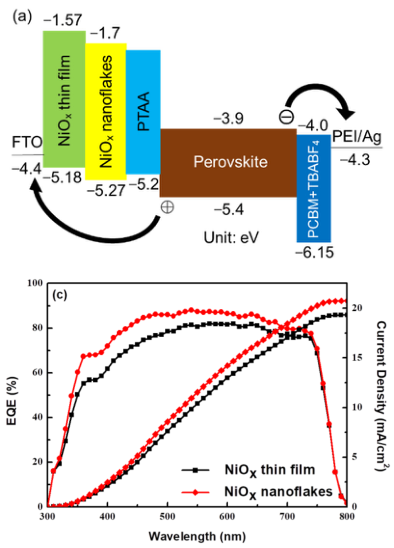 (a)
−1.57
−1.7
NiOx thin film
NiOx nanoflakes
PTAA
−3.9
⊖
−4.0
FTO
PEI/Ag
−4.4
Perovskite
PCBM+TBABF4
−4.3
−5.18
−5.27
−5.2
⊕
−5.4
Unit: eV
−6.15
(c)
100
80
60
40
20
0
EQE (%)
20
15
10
5
0
Current Density (mA/cm2)
NiOx thin film
NiOx nanoflakes
300 400 500 600 700 800
Wavelength (nm)